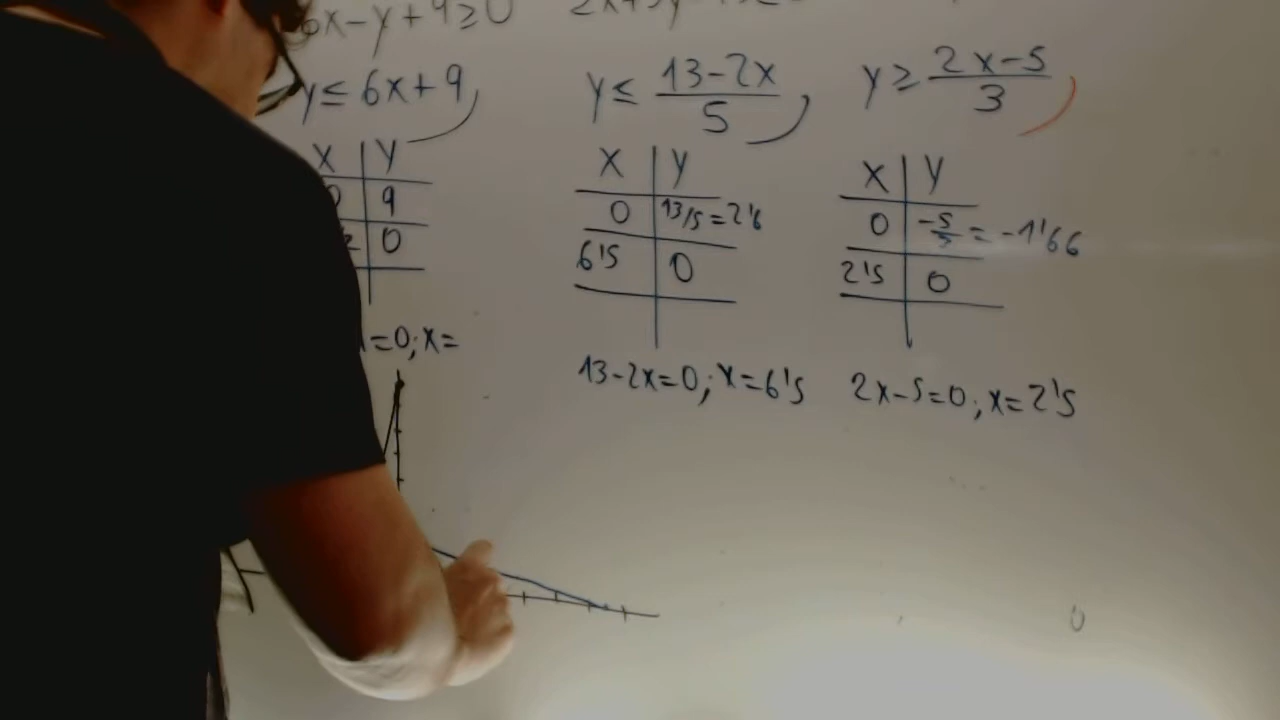 6x-y+9≥0
y≤6x+9
y≤ 13-2x / 5
y≥ 2x-5 / 3
x | y
9
0
=0; x=
x | y
0 | 13/5=2'6
6'5 | 0
13-2x=0; x=6'5
x | y
0 | -5/3=-1'66
2'5 | 0
2x-5=0; x=2'5